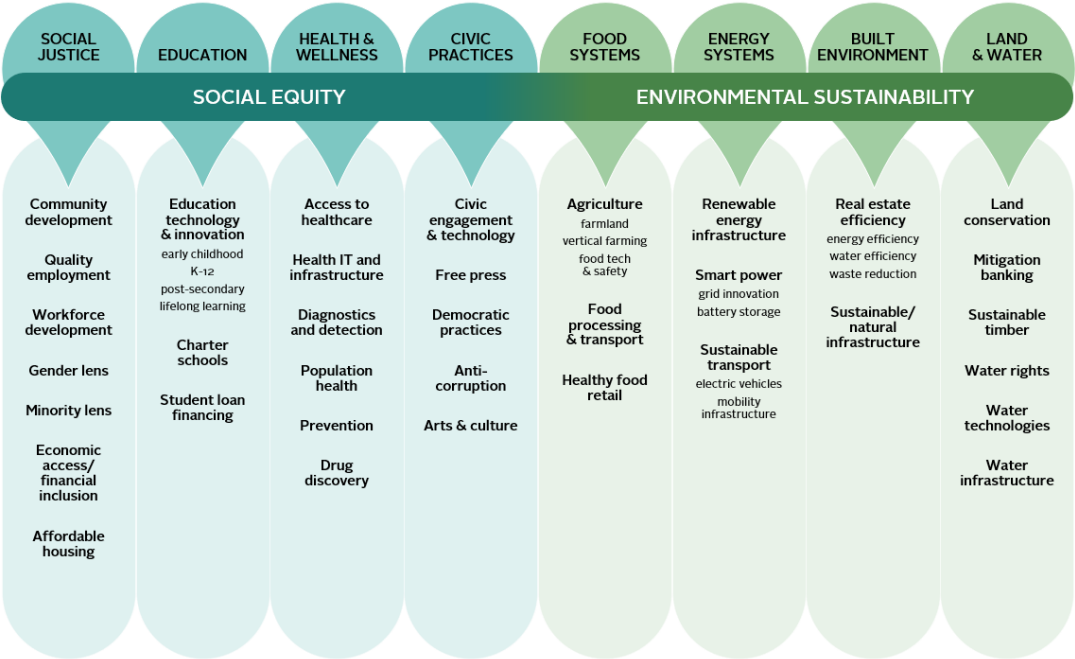 SOCIAL
JUSTICE
EDUCATION
HEALTH &
WELLNESS
CIVIC
PRACTICES
FOOD
SYSTEMS
ENERGY
SYSTEMS
BUILT
ENVIRONMENT
LAND
& WATER
SOCIAL EQUITY
ENVIRONMENTAL SUSTAINABILITY
Community
development
Quality
employment
Workforce
development
Gender lens
Minority lens
Economic
access/
financial
inclusion
Affordable
housing
Education
technology
& innovation
early childhood
K-12
post-secondary
lifelong learning
Charter
schools
Student loan
financing
Access to
healthcare
Health IT and
infrastructure
Diagnostics
and detection
Population
health
Prevention
Drug
discovery
Civic
engagement
& technology
Free press
Democratic
practices
Anti-
corruption
Arts & culture
Agriculture
farmland
vertical farming
food tech
& safety
Food
processing
& transport
Healthy food
retail
Renewable
energy
infrastructure
Smart power
grid innovation
battery storage
Sustainable
transport
electric vehicles
mobility
infrastructure
Real estate
efficiency
energy efficiency
water efficiency
waste reduction
Sustainable/
natural
infrastructure
Land
conservation
Mitigation
banking
Sustainable
timber
Water rights
Water
technologies
Water
infrastructure